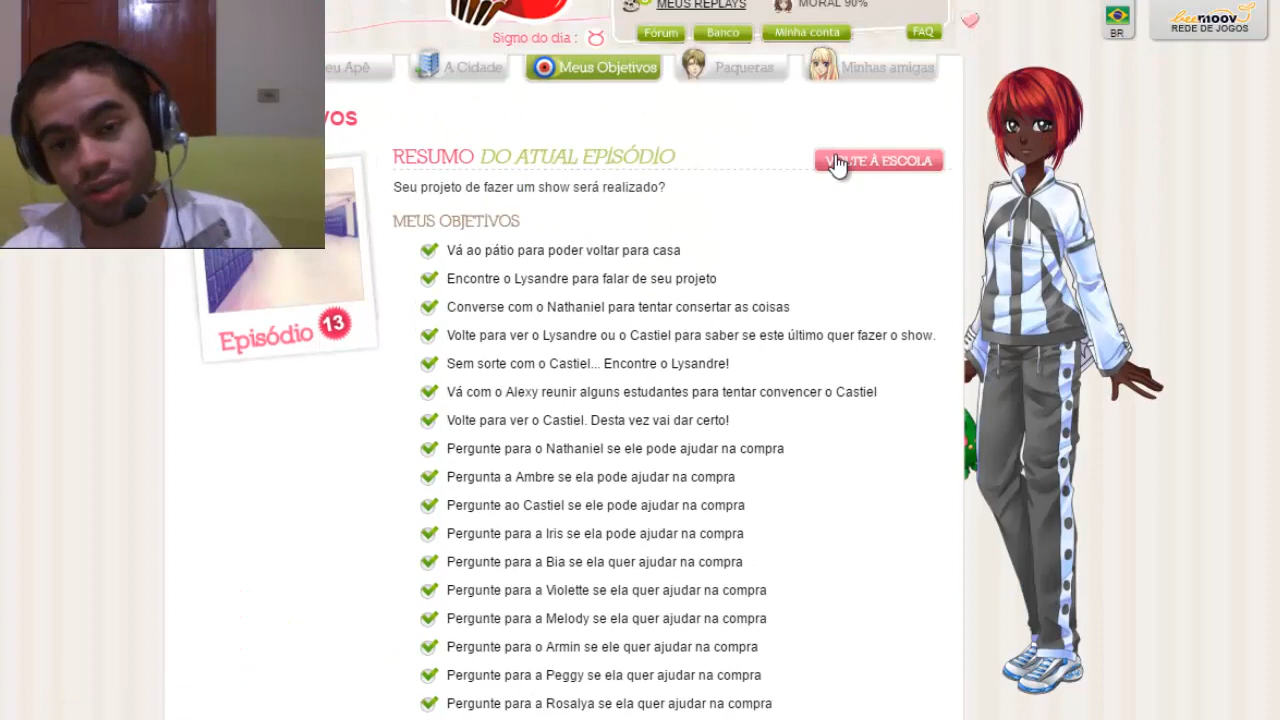 MEUS REPLAYS
MORAL 90%
Signo do dia :
Fórum
Banco
Minha conta
FAQ
BR
beemoov
REDE DE JOGOS
eu Apê
A Cidade
Meus Objetivos
Paqueras
Minhas amigas
vos
RESUMO DO ATUAL EPISÓDIO
VOLTE À ESCOLA
Seu projeto de fazer um show será realizado?
MEUS OBJETIVOS
Vá ao pátio para poder voltar para casa
Encontre o Lysandre para falar de seu projeto
Converse com o Nathaniel para tentar consertar as coisas
Volte para ver o Lysandre ou o Castiel para saber se este último quer fazer o show.
Sem sorte com o Castiel... Encontre o Lysandre!
Vá com o Alexy reunir alguns estudantes para tentar convencer o Castiel
Volte para ver o Castiel. Desta vez vai dar certo!
Pergunte para o Nathaniel se ele pode ajudar na compra
Pergunta a Ambre se ela pode ajudar na compra
Pergunte ao Castiel se ele pode ajudar na compra
Pergunte para a Iris se ela pode ajudar na compra
Pergunte para a Bia se ela quer ajudar na compra
Pergunte para a Violette se ela quer ajudar na compra
Pergunte para a Melody se ela quer ajudar na compra
Pergunte para o Armin se ele quer ajudar na compra
Pergunte para a Peggy se ela quer ajudar na compra
Pergunte para a Rosalya se ela quer ajudar na compra
Episódio 13